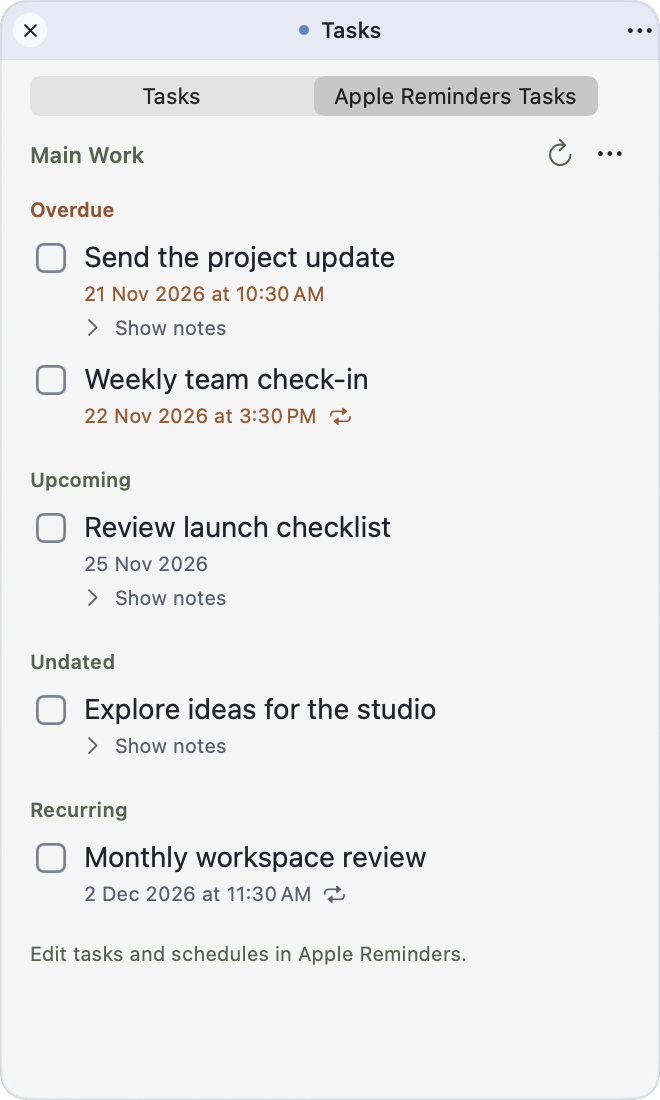 Tasks
Tasks
Apple Reminders Tasks
Main Work
Overdue
Send the project update
21 Nov 2026 at 10:30 AM
Show notes
Weekly team check-in
22 Nov 2026 at 3:30 PM
Upcoming
Review launch checklist
25 Nov 2026
Show notes
Undated
Explore ideas for the studio
Show notes
Recurring
Monthly workspace review
2 Dec 2026 at 11:30 AM
Edit tasks and schedules in Apple Reminders.